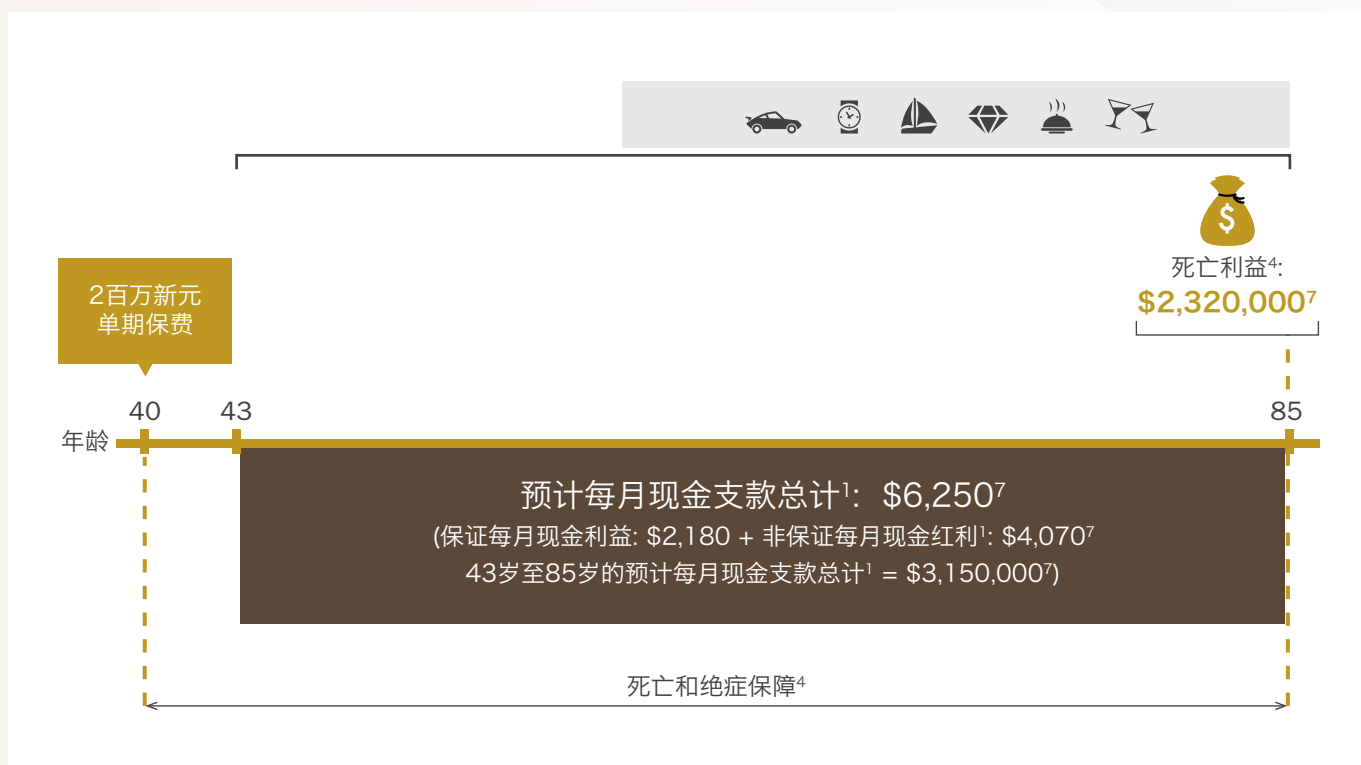 2百万新元
单期保费
死亡利益⁴:
$2,320,000⁷
40
43
85
年龄
预计每月现金支款总计¹: $6,250⁷
(保证每月现金利益: $2,180 + 非保证每月现金红利¹: $4,070⁷
43岁至85岁的预计每月现金支款总计¹ = $3,150,000⁷)
死亡和绝症保障⁴